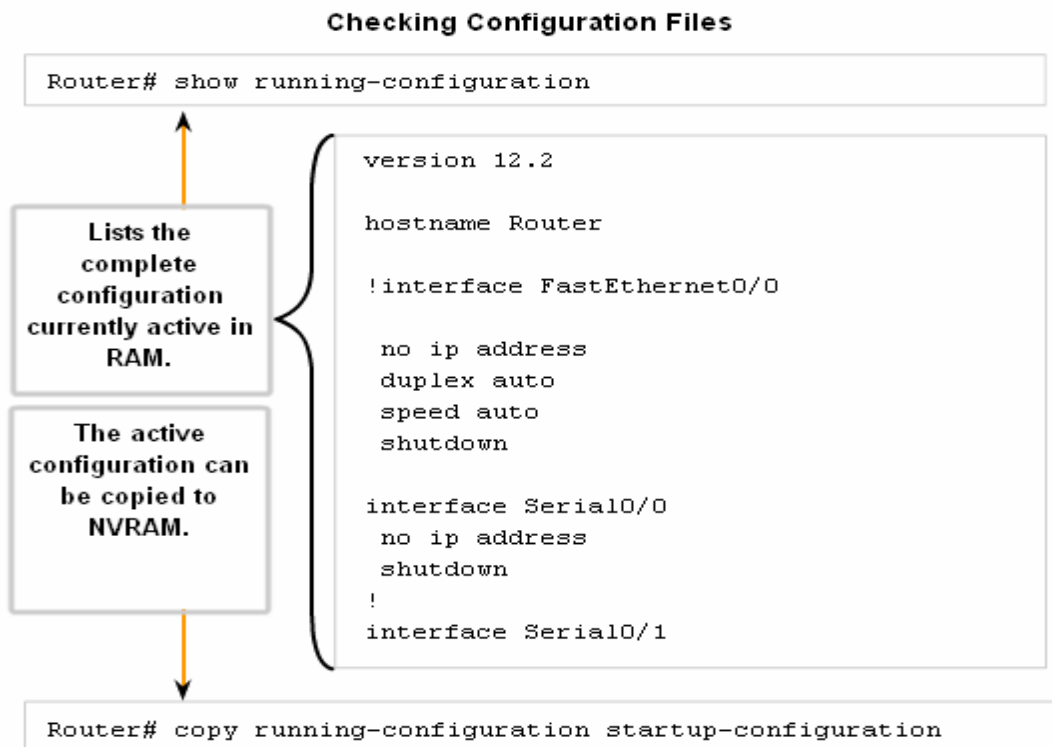 Checking Configuration Files
Router# show running-configuration
Lists the
complete
configuration
currently active in
RAM.
The active
configuration can
be copied to
NVRAM.
version 12.2
hostname Router
!interface FastEthernet0/0
no ip address
duplex auto
speed auto
shutdown
interface Serial0/0
no ip address
shutdown
!
interface Serial0/1
Router# copy running-configuration startup-configuration